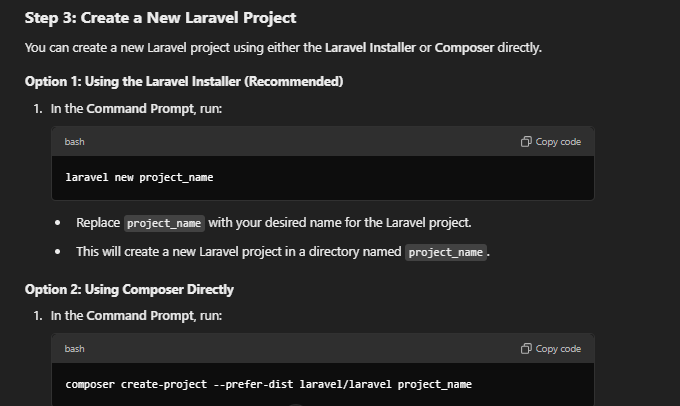 Step 3: Create a New Laravel Project
You can create a new Laravel project using either the Laravel Installer or Composer directly.
Option 1: Using the Laravel Installer (Recommended)
1. In the Command Prompt, run:
bash Copy code
laravel new project_name
• Replace project_name with your desired name for the Laravel project.
• This will create a new Laravel project in a directory named project_name.
Option 2: Using Composer Directly
1. In the Command Prompt, run:
bash Copy code
composer create-project --prefer-dist laravel/laravel project_name